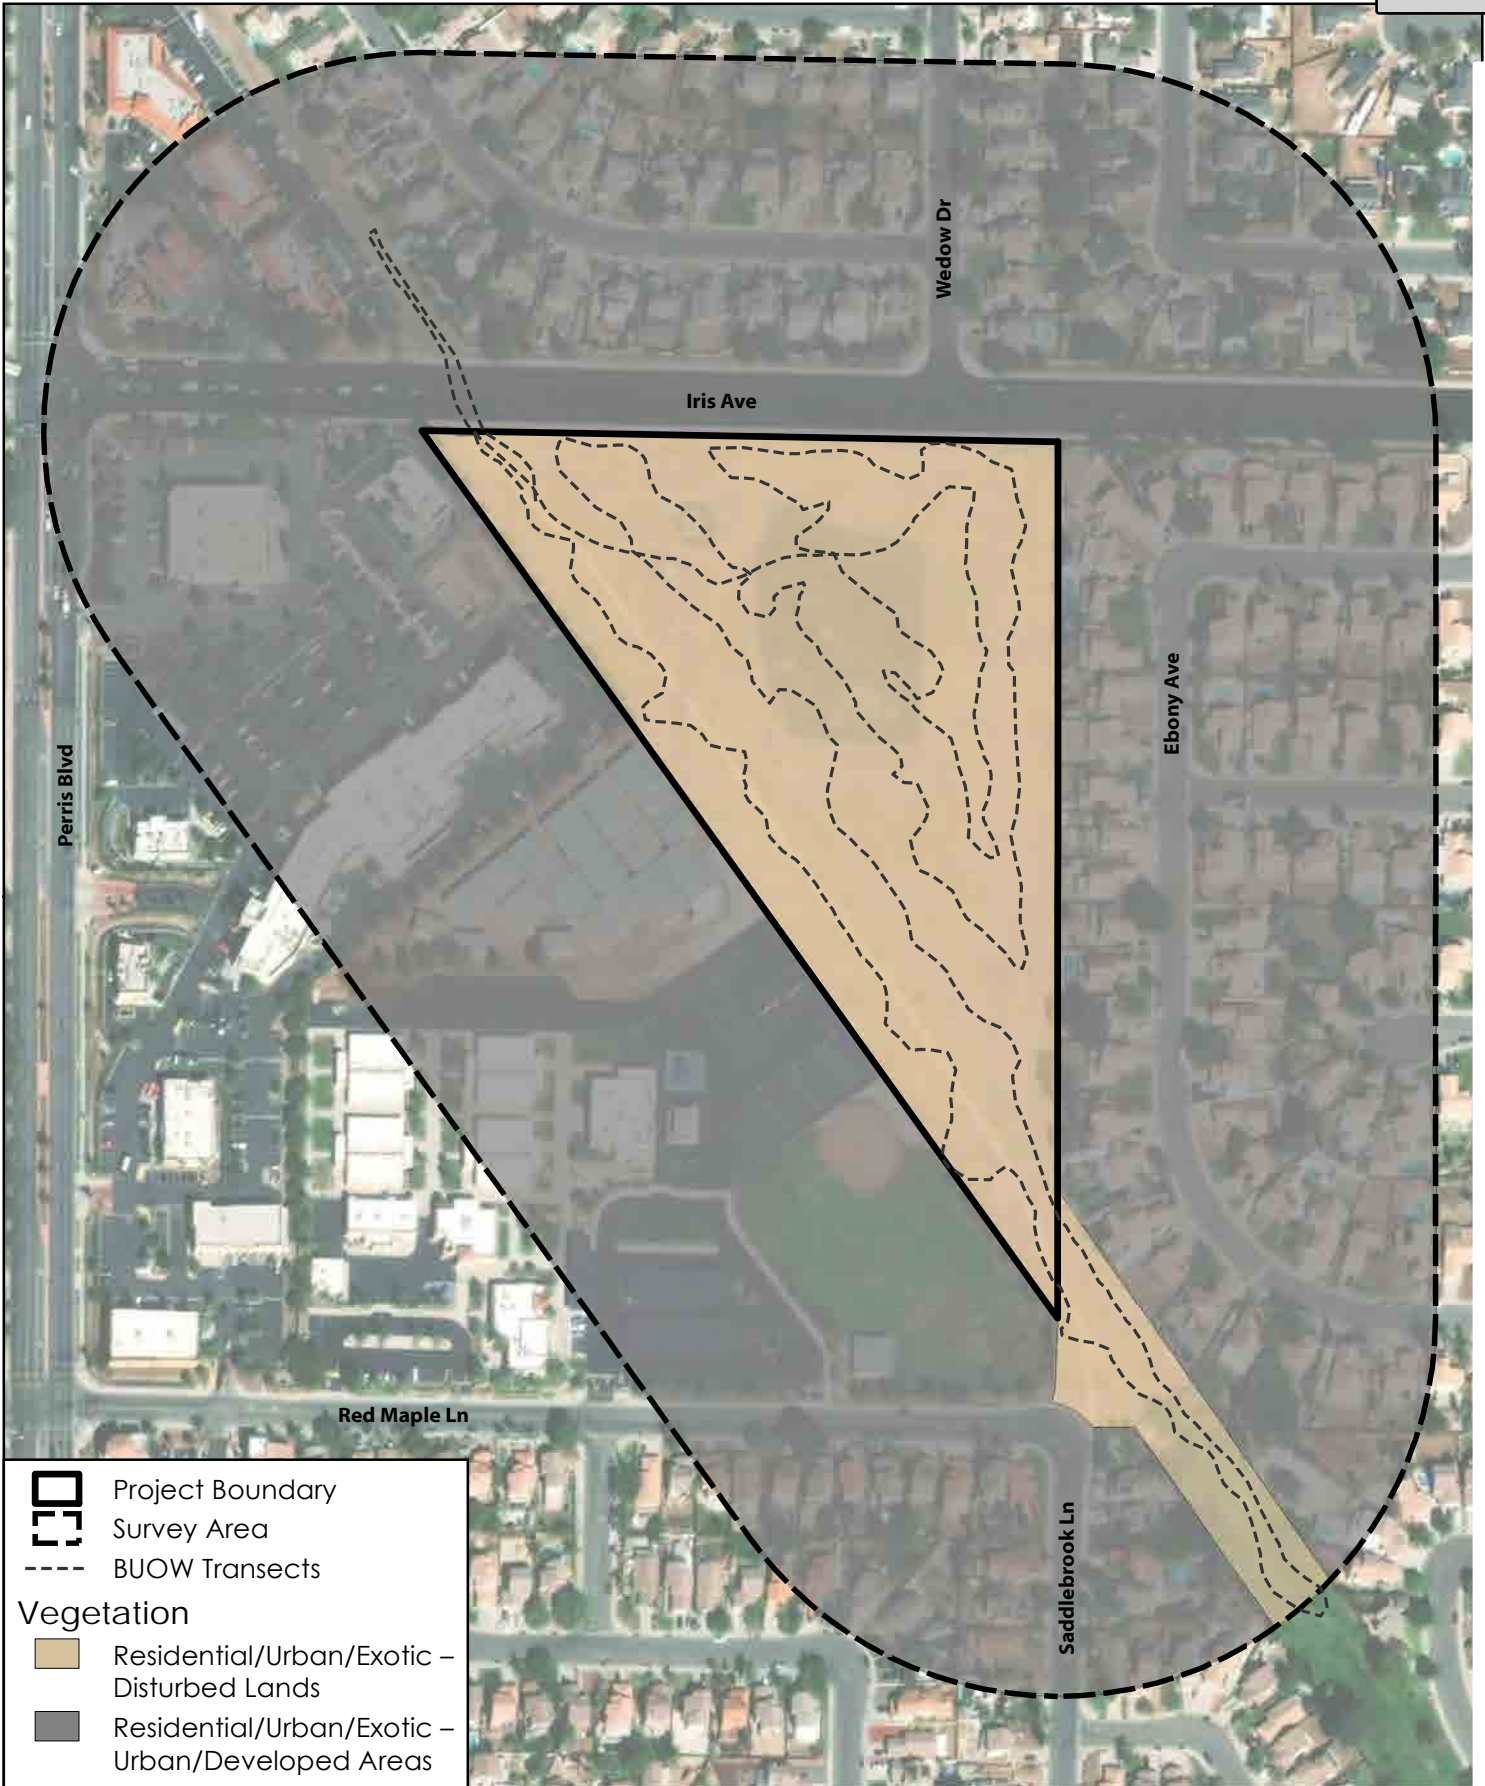 Wedow Dr
Iris Ave
Ebony Ave
Perris Blvd
Red Maple Ln
Saddlebrook Ln
Project Boundary
Survey Area
BUOW Transects
Vegetation
Residential/Urban/Exotic –
Disturbed Lands
Residential/Urban/Exotic –
Urban/Developed Areas